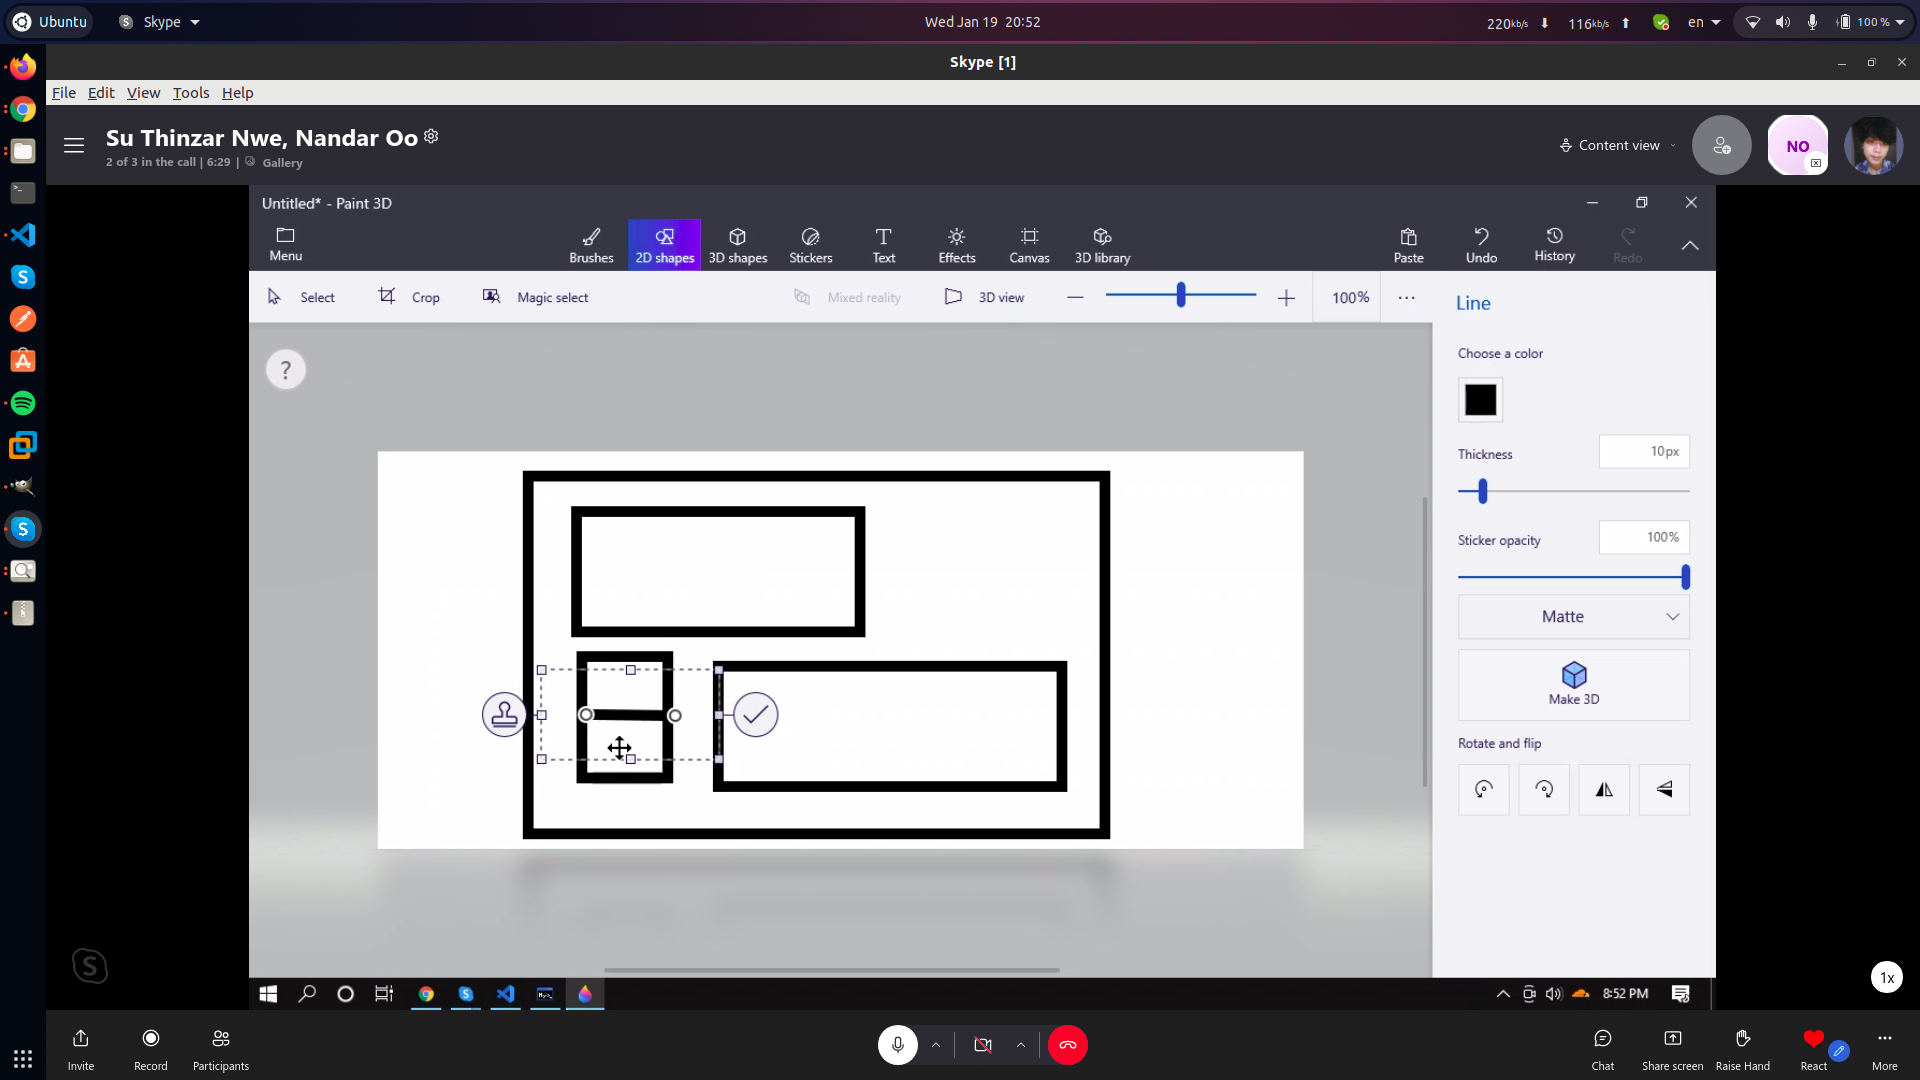 Ubuntu
Skype
Wed Jan 19 20:52
220kb/s
116kb/s
en
100 %
Skype [1]
File Edit View Tools Help
Su Thinzar Nwe, Nandar Oo
2 of 3 in the call | 6:29 | Gallery
Content view
NO
Untitled* - Paint 3D
Menu
Brushes
2D shapes
3D shapes
Stickers
Text
Effects
Canvas
3D library
Paste
Undo
History
Redo
Select
Crop
Magic select
Mixed reality
3D view
100%
Line
?
Choose a color
Thickness
10px
Sticker opacity
100%
Matte
Make 3D
Rotate and flip
8:52 PM
1x
Invite
Record
Participants
Chat
Share screen
Raise Hand
React
More